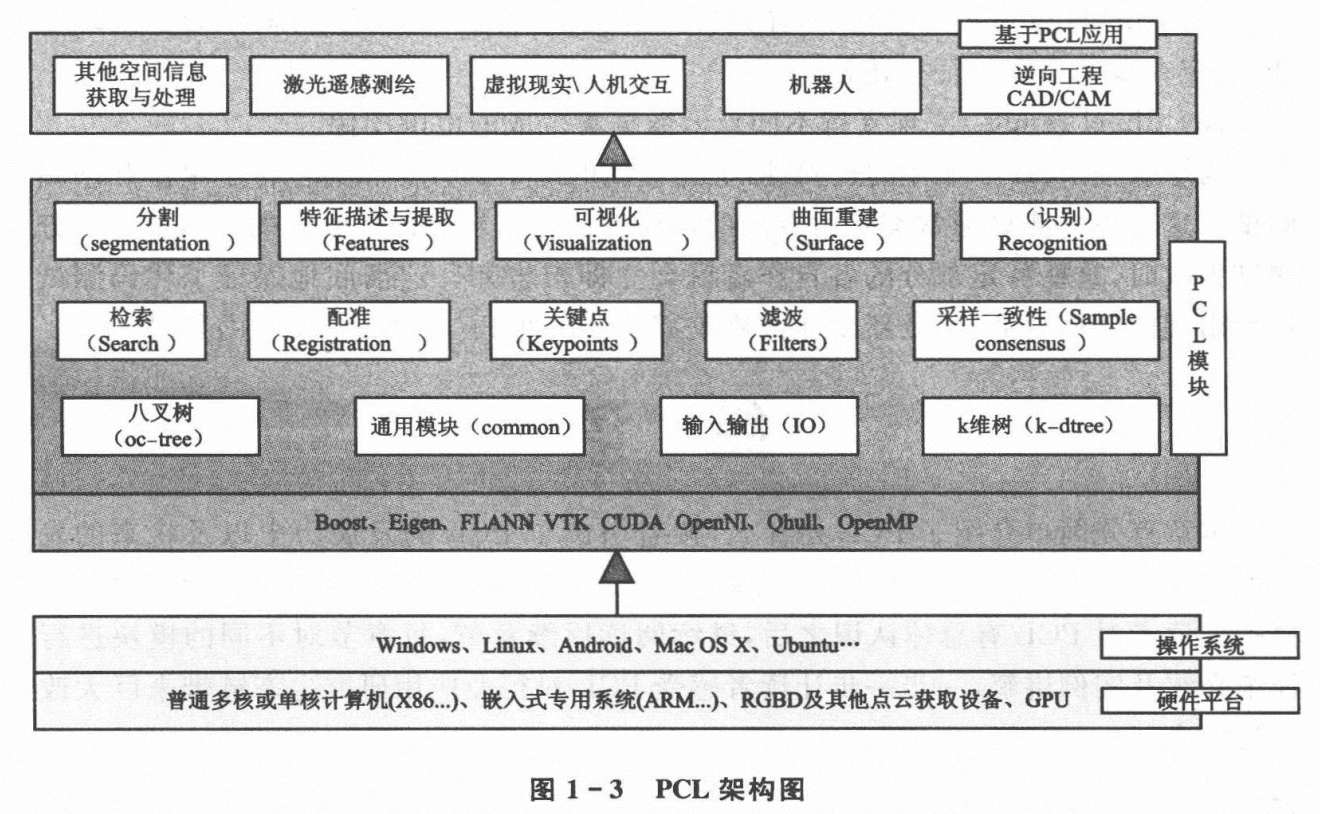 基于PCL应用
其他空间信息
获取与处理
激光遥感测绘
虚拟现实\人机交互
机器人
逆向工程
CAD/CAM
分割
（segmentation ）
特征描述与提取
（Features ）
可视化
（Visualization ）
曲面重建
（Surface ）
（识别）
Recognition
PCL模块
检索
（Search ）
配准
（Registration ）
关键点
（Keypoints ）
滤波
（Filters）
采样一致性（Sample
consensus ）
八叉树
（oc-tree）
通用模块（common）
输入输出（IO）
k维树（k-dtree）
Boost、Eigen、FLANN VTK CUDA OpenNI、Qhull、OpenMP
Windows、Linux、Android、Mac OS X、Ubuntu…
操作系统
普通多核或单核计算机(X86...)、嵌入式专用系统(ARM...)、RGBD及其他点云获取设备、GPU
硬件平台
图 1-3 PCL 架构图